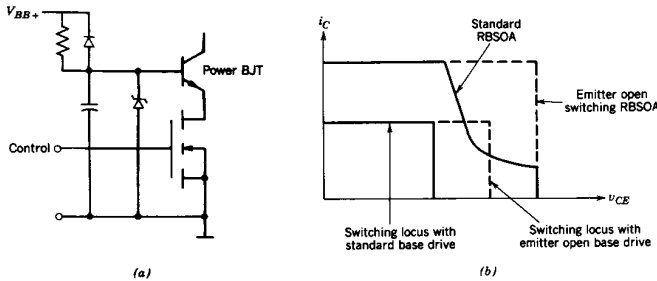 V_BB+
Power BJT
Control
(a)
i_C
Standard
RBSOA
Emitter open
switching RBSOA
v_CE
Switching locus with
standard base drive
Switching locus with
emitter open base drive
(b)